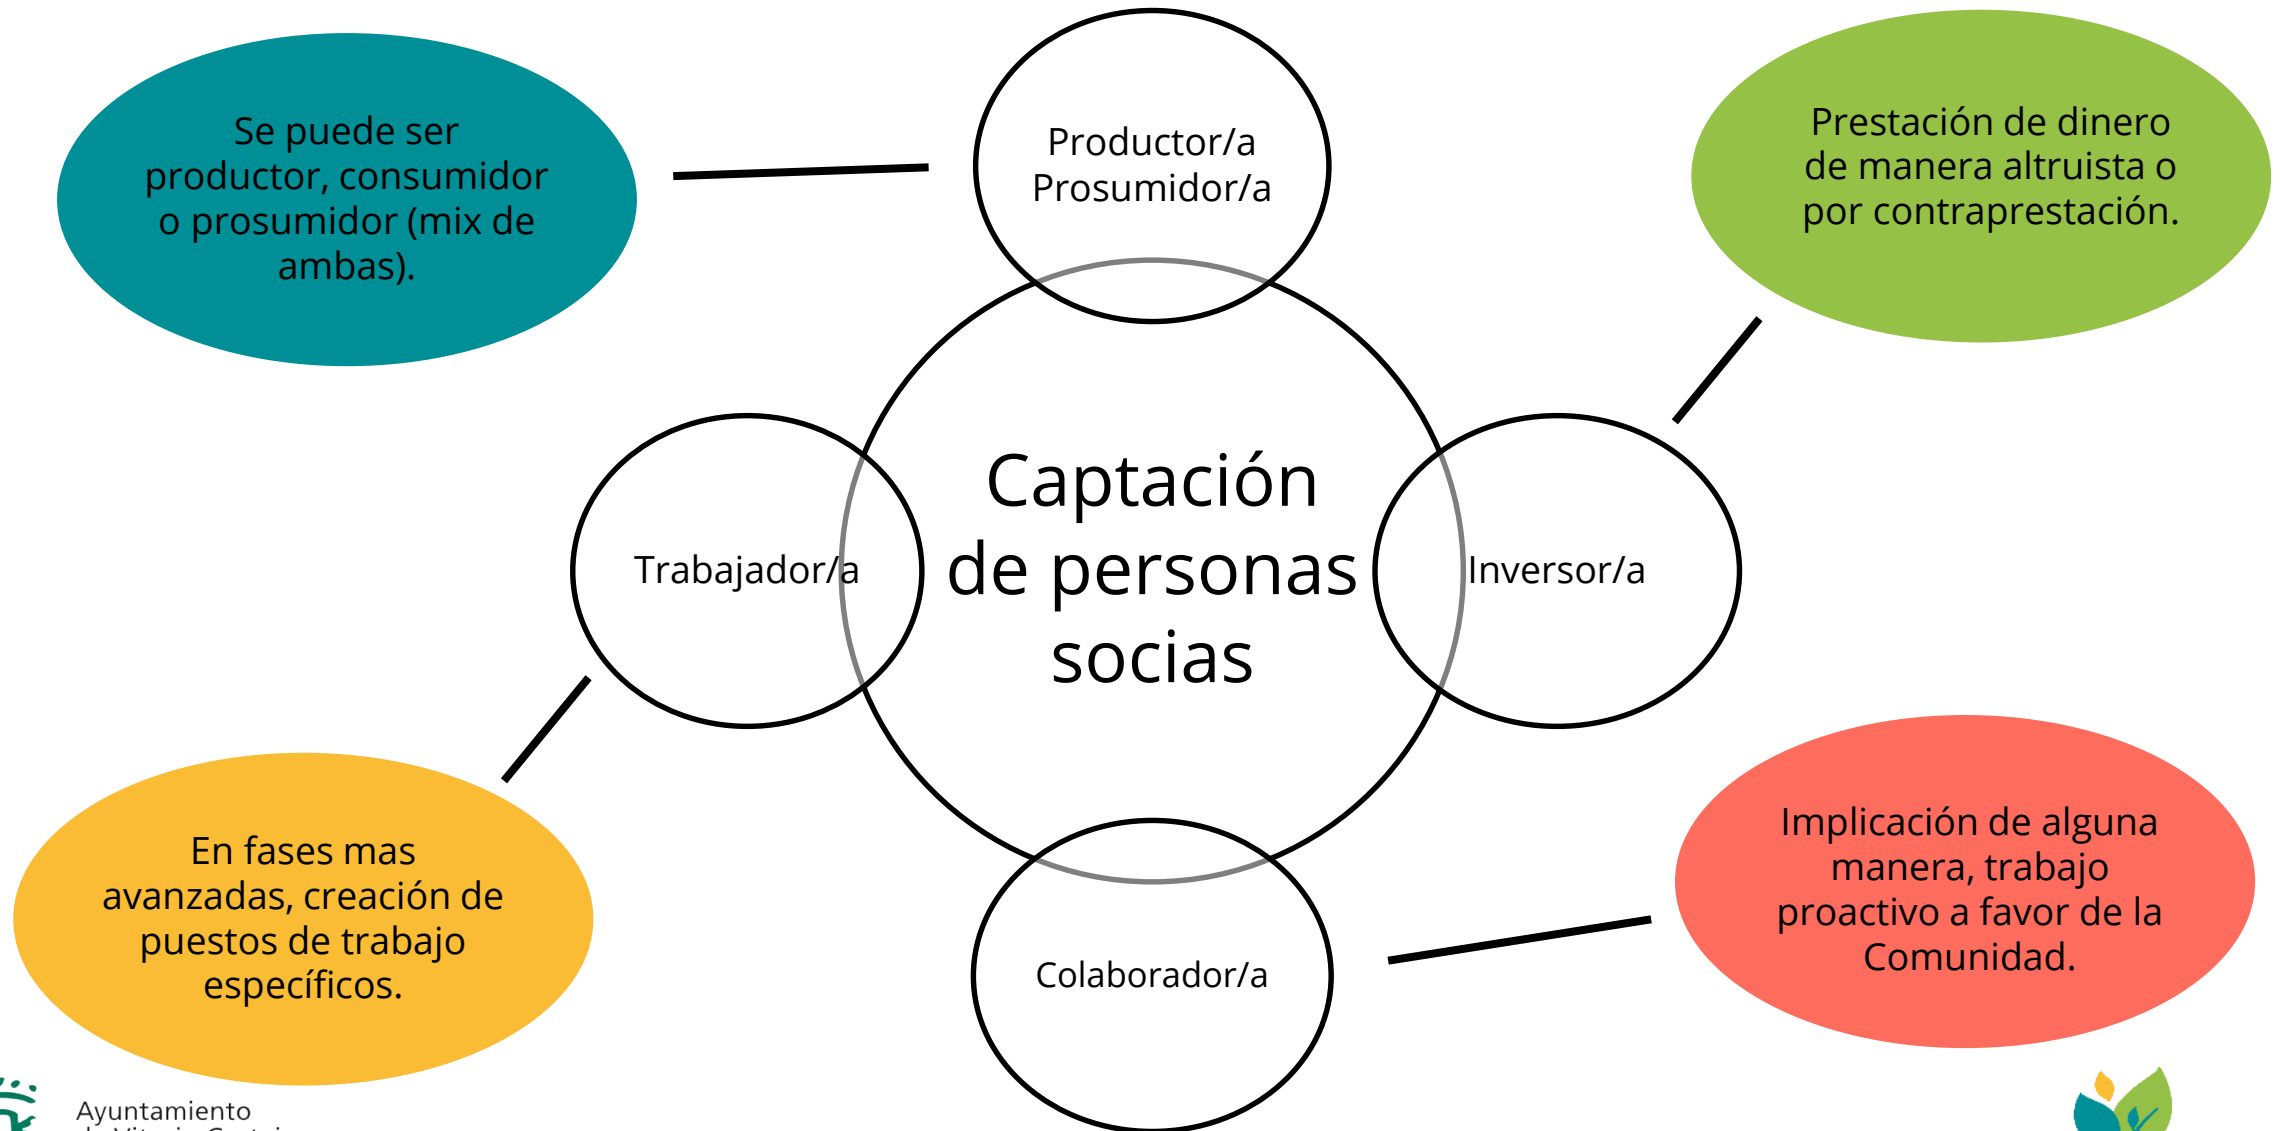 Se puede ser
productor, consumidor
o prosumidor (mix de
ambas).
Productor/a
Prosumidor/a
Prestación de dinero
de manera altruista o
por contraprestación.
Trabajador/a
Captación
de personas
socias
Inversor/a
En fases mas
avanzadas, creación de
puestos de trabajo
específicos.
Colaborador/a
Implicación de alguna
manera, trabajo
proactivo a favor de la
Comunidad.
Ayuntamiento